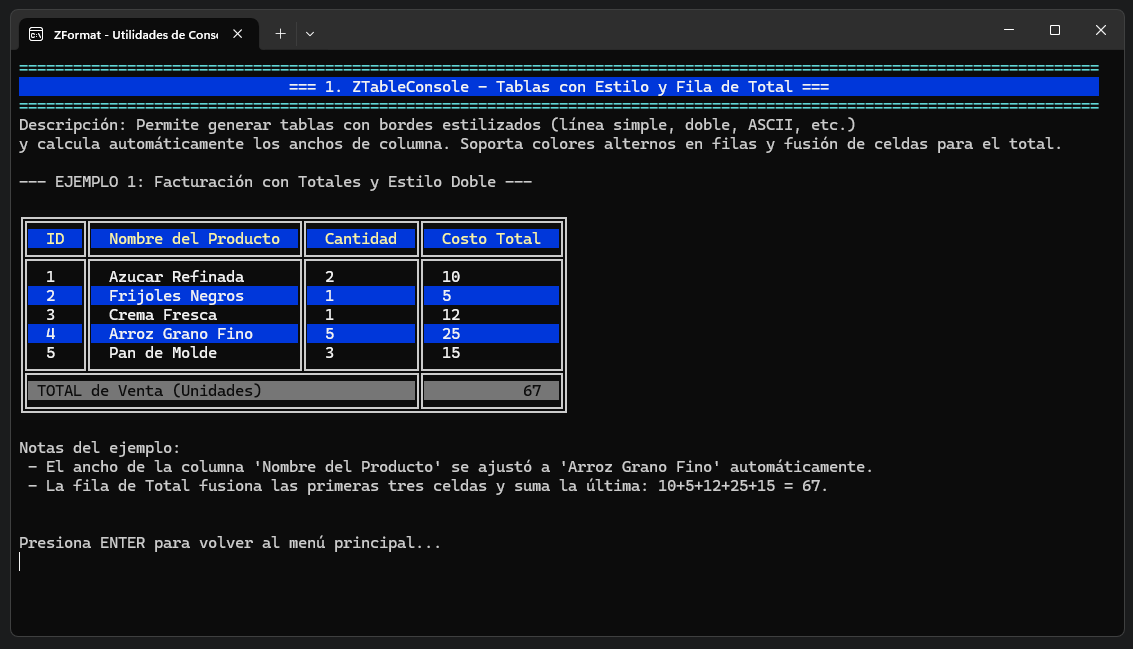 ZFormat - Utilidades de Cons
========================================================================================================================
=== 1. ZTableConsole - Tablas con Estilo y Fila de Total ===
========================================================================================================================
Descripción: Permite generar tablas con bordes estilizados (línea simple, doble, ASCII, etc.)
y calcula automáticamente los anchos de columna. Soporta colores alternos en filas y fusión de celdas para el total.
--- EJEMPLO 1: Facturación con Totales y Estilo Doble ---
ID Nombre del Producto Cantidad Costo Total
1 Azucar Refinada 2 10
2 Frijoles Negros 1 5
3 Crema Fresca 1 12
4 Arroz Grano Fino 5 25
5 Pan de Molde 3 15
TOTAL de Venta (Unidades) 67
Notas del ejemplo:
- El ancho de la columna 'Nombre del Producto' se ajustó a 'Arroz Grano Fino' automáticamente.
- La fila de Total fusiona las primeras tres celdas y suma la última: 10+5+12+25+15 = 67.
Presiona ENTER para volver al menú principal...